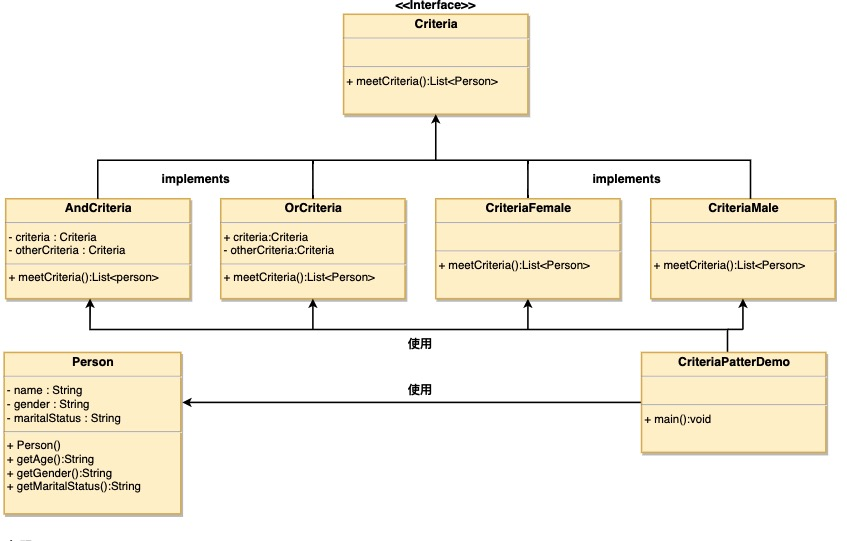 <<Interface>>
Criteria
+ meetCriteria():List<Person>
implements
implements
AndCriteria
- criteria : Criteria
- otherCriteria : Criteria
+ meetCriteria():List<person>
OrCriteria
+ criteria:Criteria
- otherCriteria:Criteria
+ meetCriteria():List<Person>
CriteriaFemale
+ meetCriteria():List<Person>
CriteriaMale
+ meetCriteria():List<Person>
使用
Person
- name : String
- gender : String
- maritalStatus : String
+ Person()
+ getAge():String
+ getGender():String
+ getMaritalStatus():String
使用
CriteriaPatterDemo
+ main():void